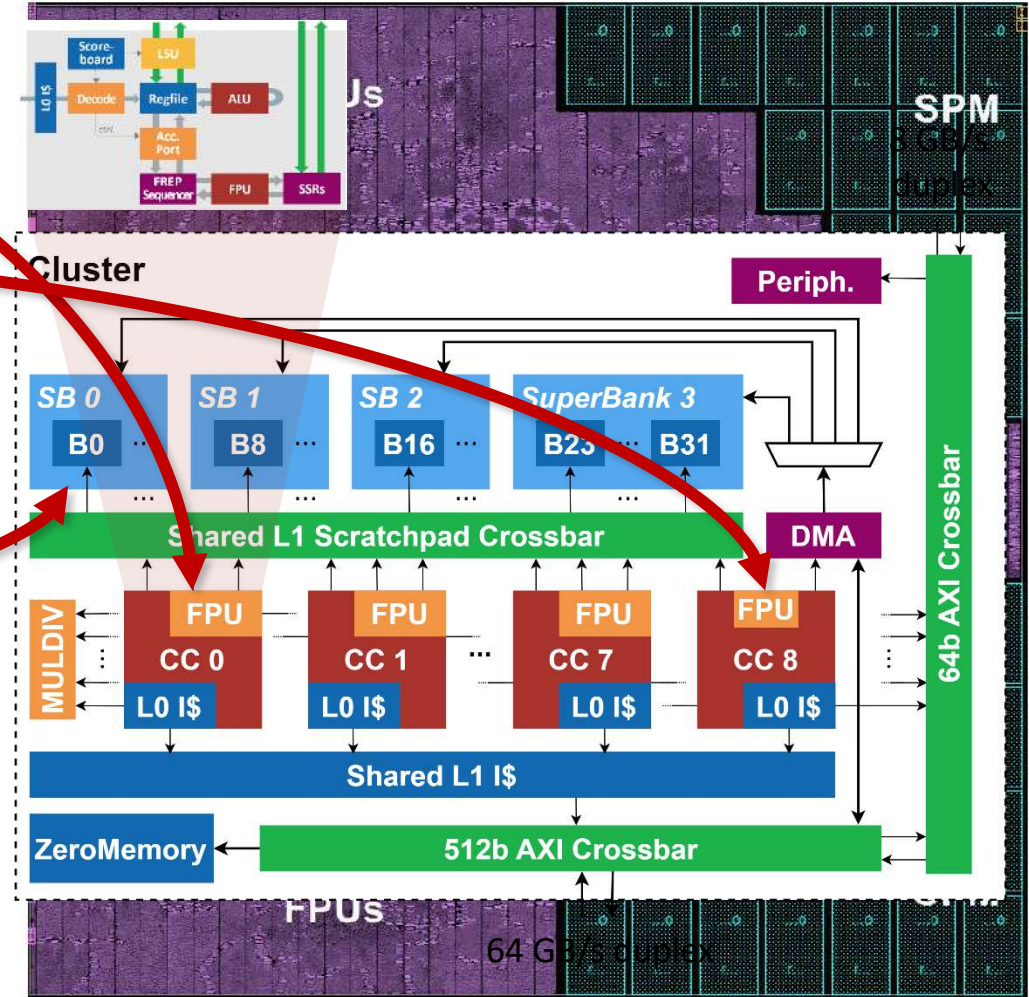 Score-
board
LSU
L0 I$
Decode
Regfile
ALU
ctrl.
Acc.
Port
FREP
Sequencer
FPU
SSRs
Us
SPM
8 GB/s
duplex
Cluster
Periph.
SB 0
SB 1
SB 2
SuperBank 3
B0 ...
B8 ...
B16 ...
B23 ... B31
... ... ...
Shared L1 Scratchpad Crossbar
DMA
64b AXI Crossbar
MULDIV
FPU
FPU
FPU
FPU
CC 0
CC 1
...
CC 7
CC 8
L0 I$
L0 I$
L0 I$
L0 I$
Shared L1 I$
ZeroMemory
512b AXI Crossbar
FPUs
64 GB/s duplex